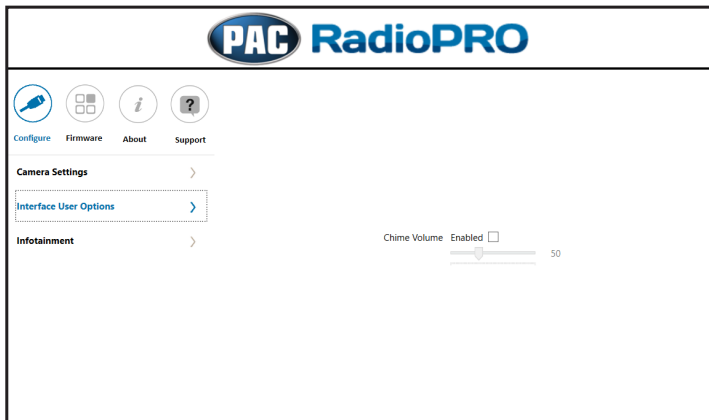 PAC RadioPRO
i
?
Configure Firmware About Support
Camera Settings
Interface User Options
Infotainment
Chime Volume Enabled
50